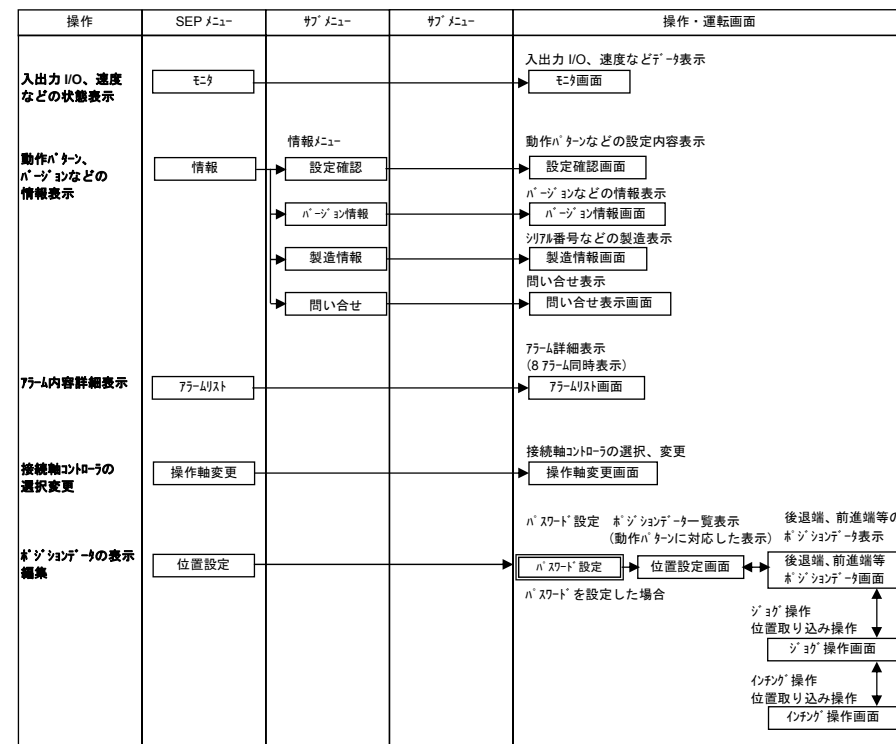 操作
SEP ﾒﾆｭｰ
ｻﾌﾞﾒﾆｭｰ
ｻﾌﾞﾒﾆｭｰ
操作・運転画面
入出力 I/O、速度
などの状態表示
ﾓﾆﾀ
入出力 I/O、速度などﾃﾞｰﾀ表示
ﾓﾆﾀ画面
動作ﾊﾟﾀｰﾝ、
ﾊﾞｰｼﾞｮﾝなどの
情報表示
情報
情報ﾒﾆｭｰ
設定確認
動作ﾊﾟﾀｰﾝなどの設定内容表示
設定確認画面
ﾊﾞｰｼﾞｮﾝ情報
ﾊﾞｰｼﾞｮﾝなどの情報表示
ﾊﾞｰｼﾞｮﾝ情報画面
製造情報
ｼﾘｱﾙ番号などの製造表示
製造情報画面
問い合せ
問い合せ表示
問い合せ表示画面
ｱﾗｰﾑ内容詳細表示
ｱﾗｰﾑﾘｽﾄ
ｱﾗｰﾑ詳細表示
(8 ｱﾗｰﾑ同時表示)
ｱﾗｰﾑﾘｽﾄ画面
接続軸ｺﾝﾄﾛｰﾗの
選択変更
操作軸変更
接続軸ｺﾝﾄﾛｰﾗの選択、変更
操作軸変更画面
ﾎﾟｼﾞｼｮﾝﾃﾞｰﾀの表示
編集
位置設定
ﾊﾟｽﾜｰﾄﾞ設定
ﾎﾟｼﾞｼｮﾝﾃﾞｰﾀ一覧表示
(動作ﾊﾟﾀｰﾝに対応した表示)
後退端、前進端等の
ﾎﾟｼﾞｼｮﾝﾃﾞｰﾀ表示
ﾊﾟｽﾜｰﾄﾞ設定
位置設定画面
後退端、前進端等
ﾎﾟｼﾞｼｮﾝﾃﾞｰﾀ画面
ﾊﾟｽﾜｰﾄﾞを設定した場合
ｼﾞｮｸﾞ操作
位置取り込み操作
ｼﾞｮｸﾞ操作画面
ｲﾝﾁﾝｸﾞ操作
位置取り込み操作
ｲﾝﾁﾝｸﾞ操作画面